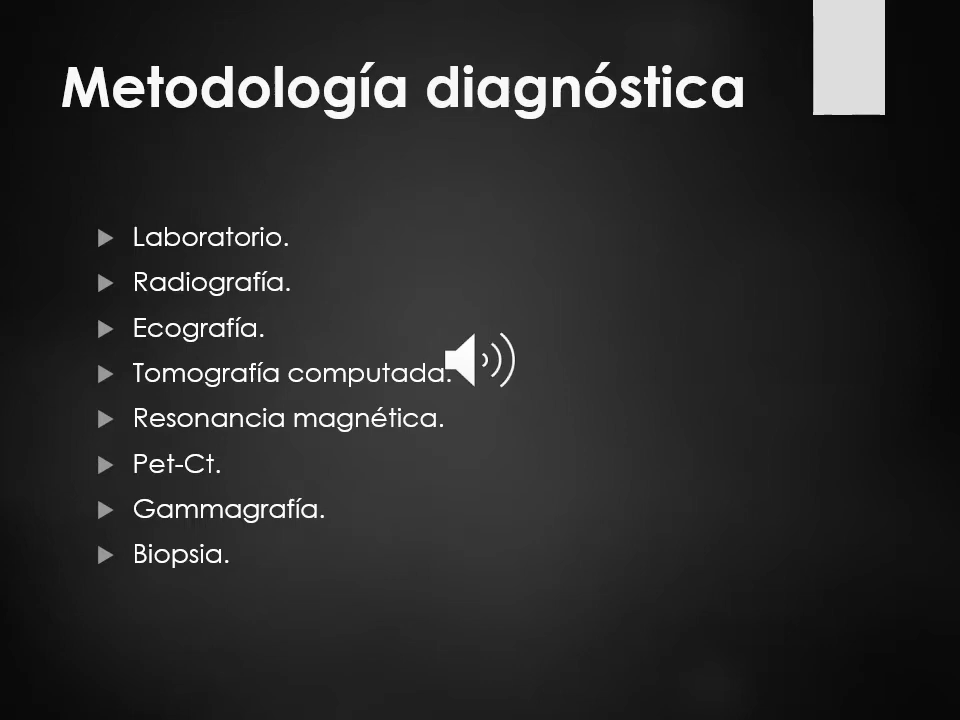 Metodología diagnóstica
Laboratorio.
Radiografía.
Ecografía.
Tomografía computada.
Resonancia magnética.
Pet-Ct.
Gammagrafía.
Biopsia.